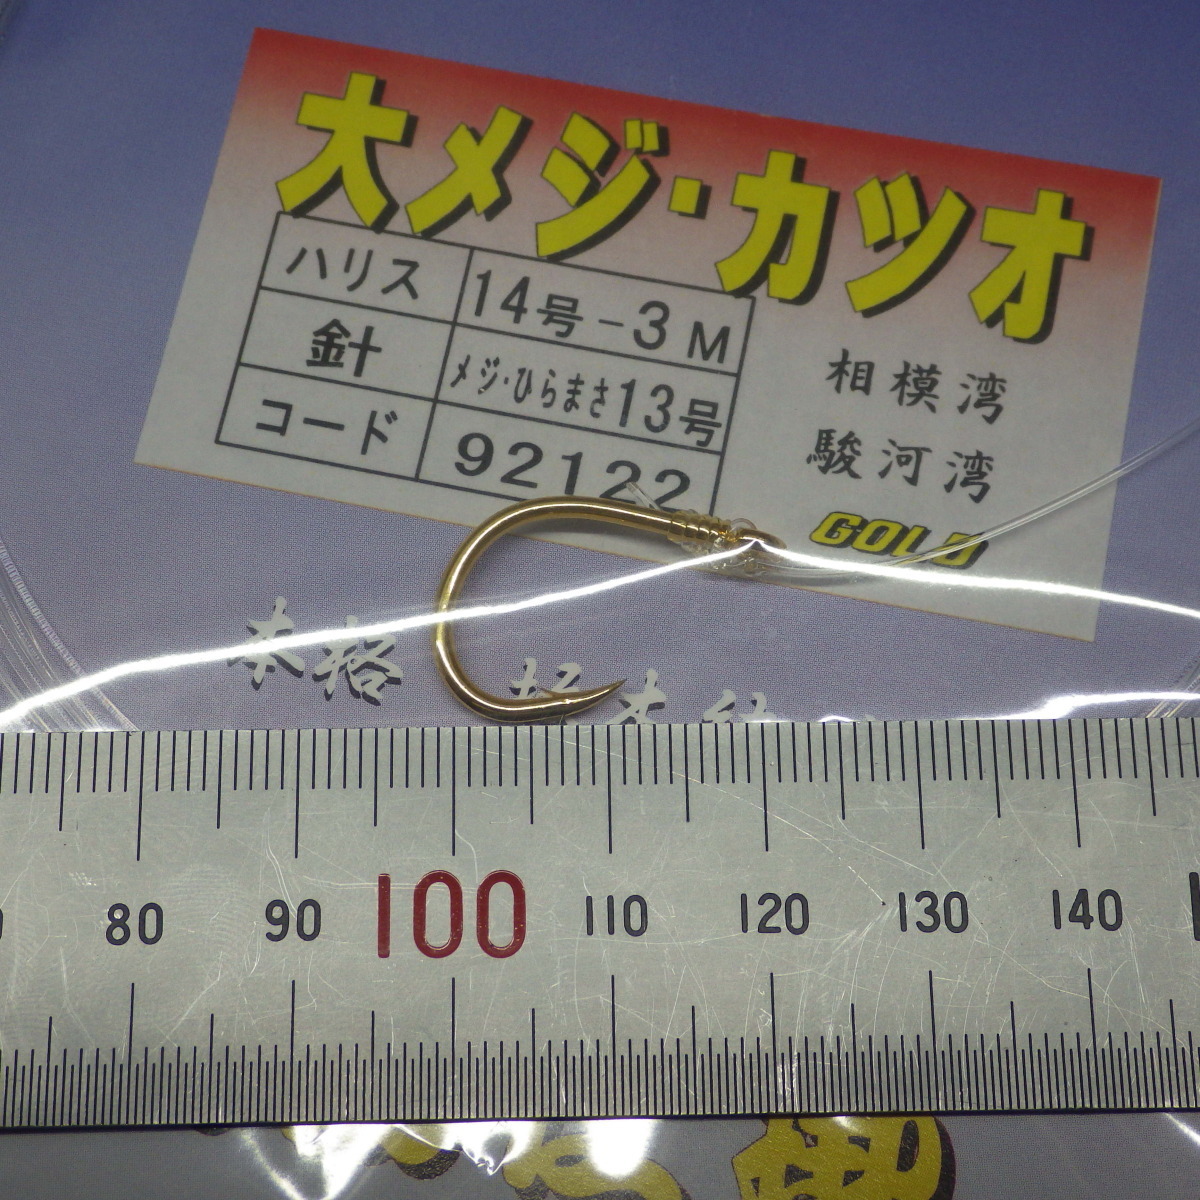 大メジ・カツオ
ハリス 14号-3M
針 メジ・ひらまさ13号
コード 92122
相模湾
駿河湾
GOLD
本格
80 90 100 110 120 130 140